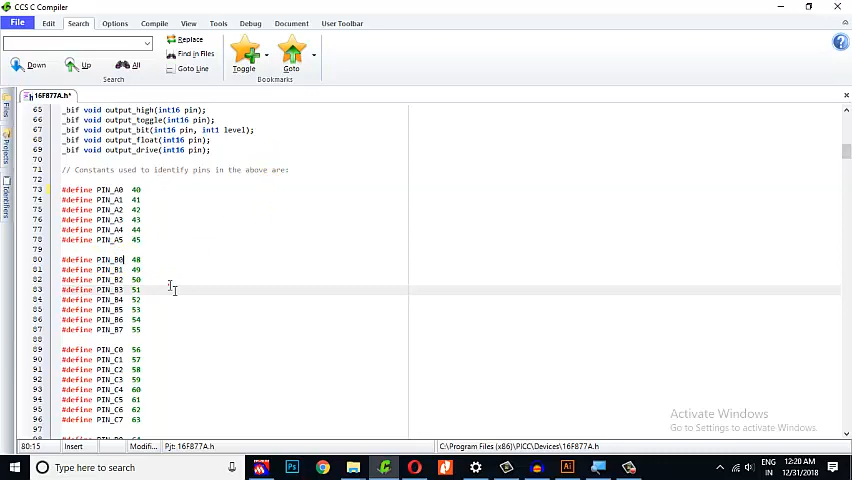 CCS C Compiler
File Edit Search Options Compile View Tools Debug Document User Toolbar
Replace
Find in Files
Down Up All Goto Line Toggle Goto
Search Bookmarks
16F877A.h*
Files
Projects
Identifiers
65 _bif void output_high(int16 pin);
66 _bif void output_toggle(int16 pin);
67 _bif void output_bit(int16 pin, int1 level);
68 _bif void output_float(int16 pin);
69 _bif void output_drive(int16 pin);
70
71 // Constants used to identify pins in the above are:
72
73 #define PIN_A0 40
74 #define PIN_A1 41
75 #define PIN_A2 42
76 #define PIN_A3 43
77 #define PIN_A4 44
78 #define PIN_A5 45
79
80 #define PIN_B0 48
81 #define PIN_B1 49
82 #define PIN_B2 50
83 #define PIN_B3 51
84 #define PIN_B4 52
85 #define PIN_B5 53
86 #define PIN_B6 54
87 #define PIN_B7 55
88
89 #define PIN_C0 56
90 #define PIN_C1 57
91 #define PIN_C2 58
92 #define PIN_C3 59
93 #define PIN_C4 60
94 #define PIN_C5 61
95 #define PIN_C6 62
96 #define PIN_C7 63
97
Activate Windows
Go to Settings to activate Windows.
80:15 Insert Modifi... Pjt: 16F877A.h C:\Program Files (x86)\PICC\Devices\16F877A.h
Type here to search
ENG 12:20 AM
IN 12/31/2018